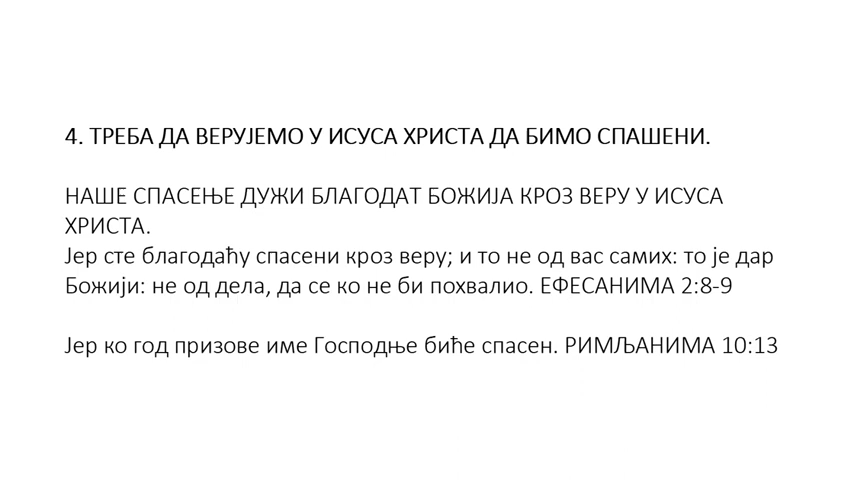 4. ТРЕБА ДА ВЕРУЈЕМО У ИСУСА ХРИСТА ДА БИМО СПАШЕНИ.
НАШЕ СПАСЕЊЕ ДУЖИ БЛАГОДАТ БОЖИЈА КРОЗ ВЕРУ У ИСУСА
ХРИСТА.
Јер сте благодаћу спасени кроз веру; и то не од вас самих: то је дар
Божији: не од дела, да се ко не би похвалио. ЕФЕСАНИМА 2:8-9
Јер ко год призове име Господње биће спасен. РИМЉАНИМА 10:13